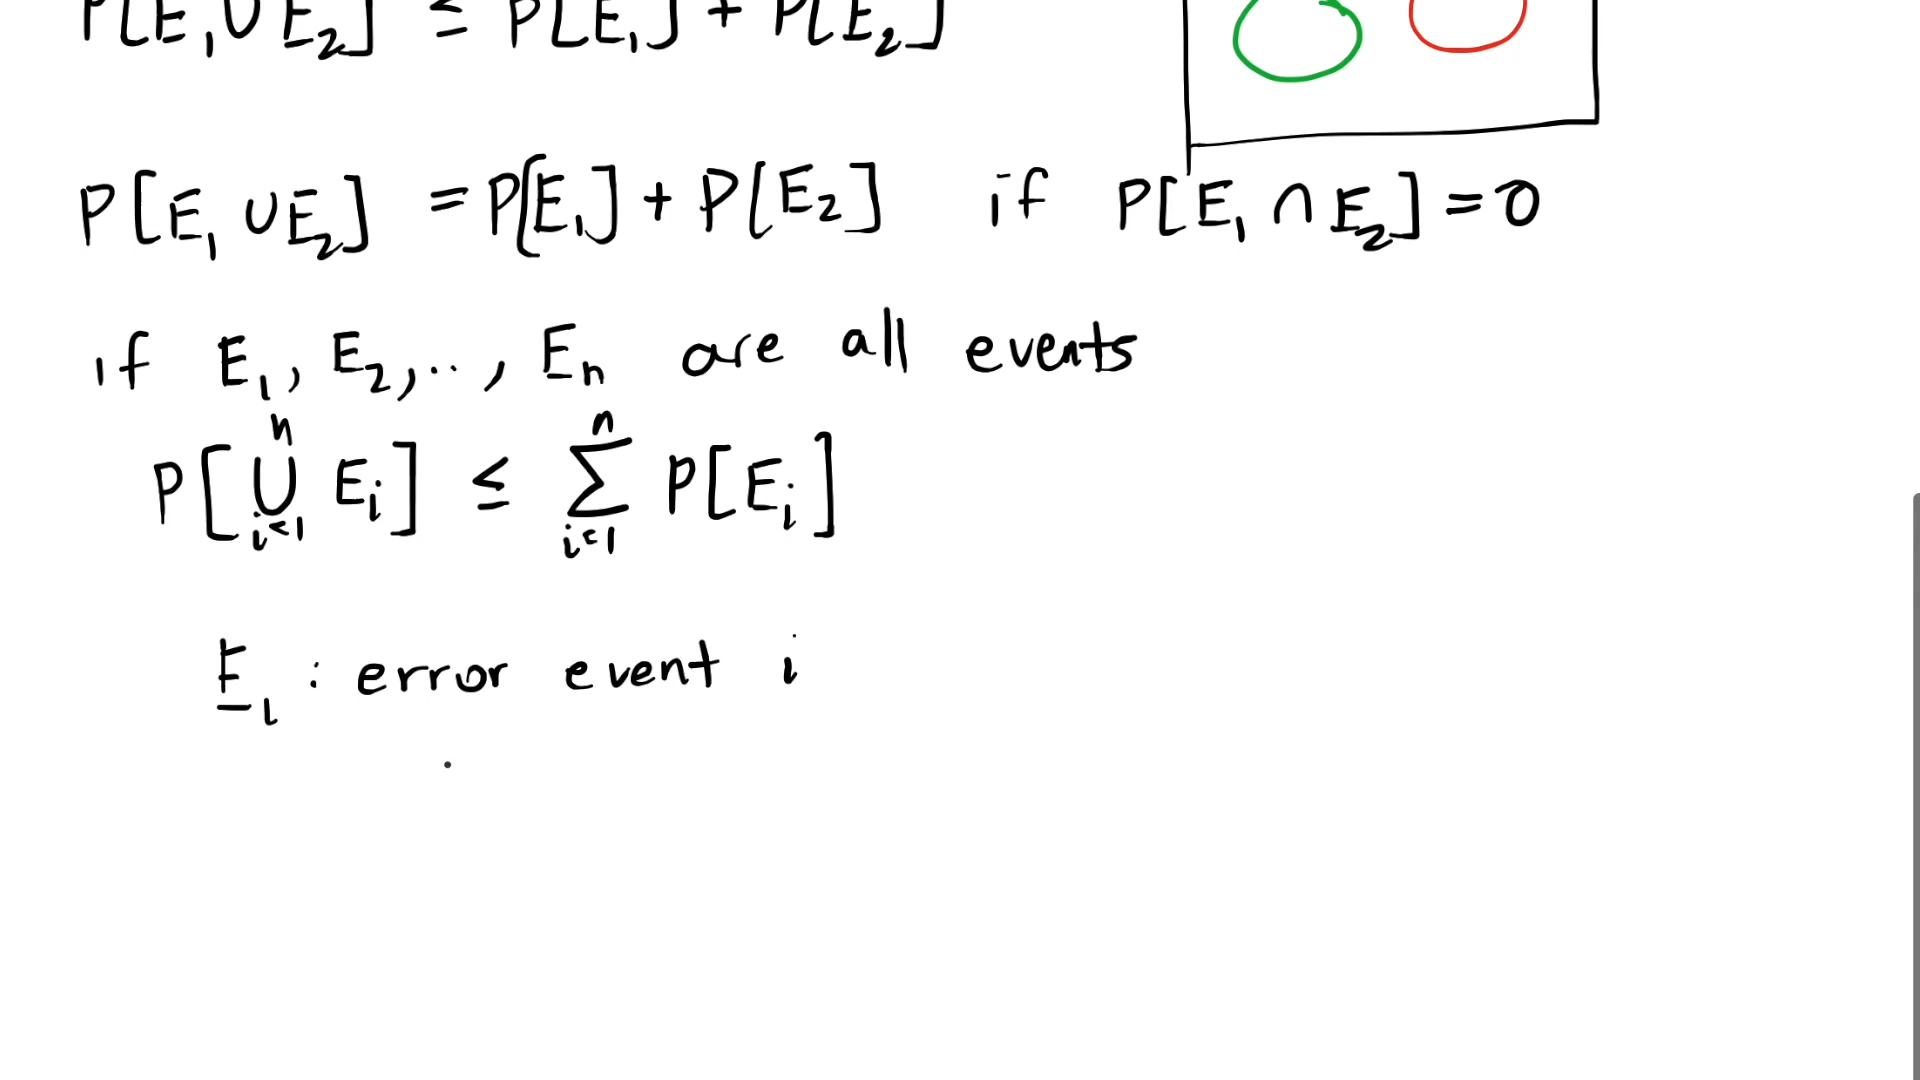 P[E₁ ∪ E₂] ≤ P[E₁] + P[E₂]
P[E₁ ∪ E₂] = P[E₁] + P[E₂] if P[E₁ ∩ E₂] = 0
if E₁, E₂, ..., Eₙ are all events
P[⋃ᵢ₌₁ⁿ Eᵢ] ≤ ∑ᵢ₌₁ⁿ P[Eᵢ]
Eᵢ : error event i